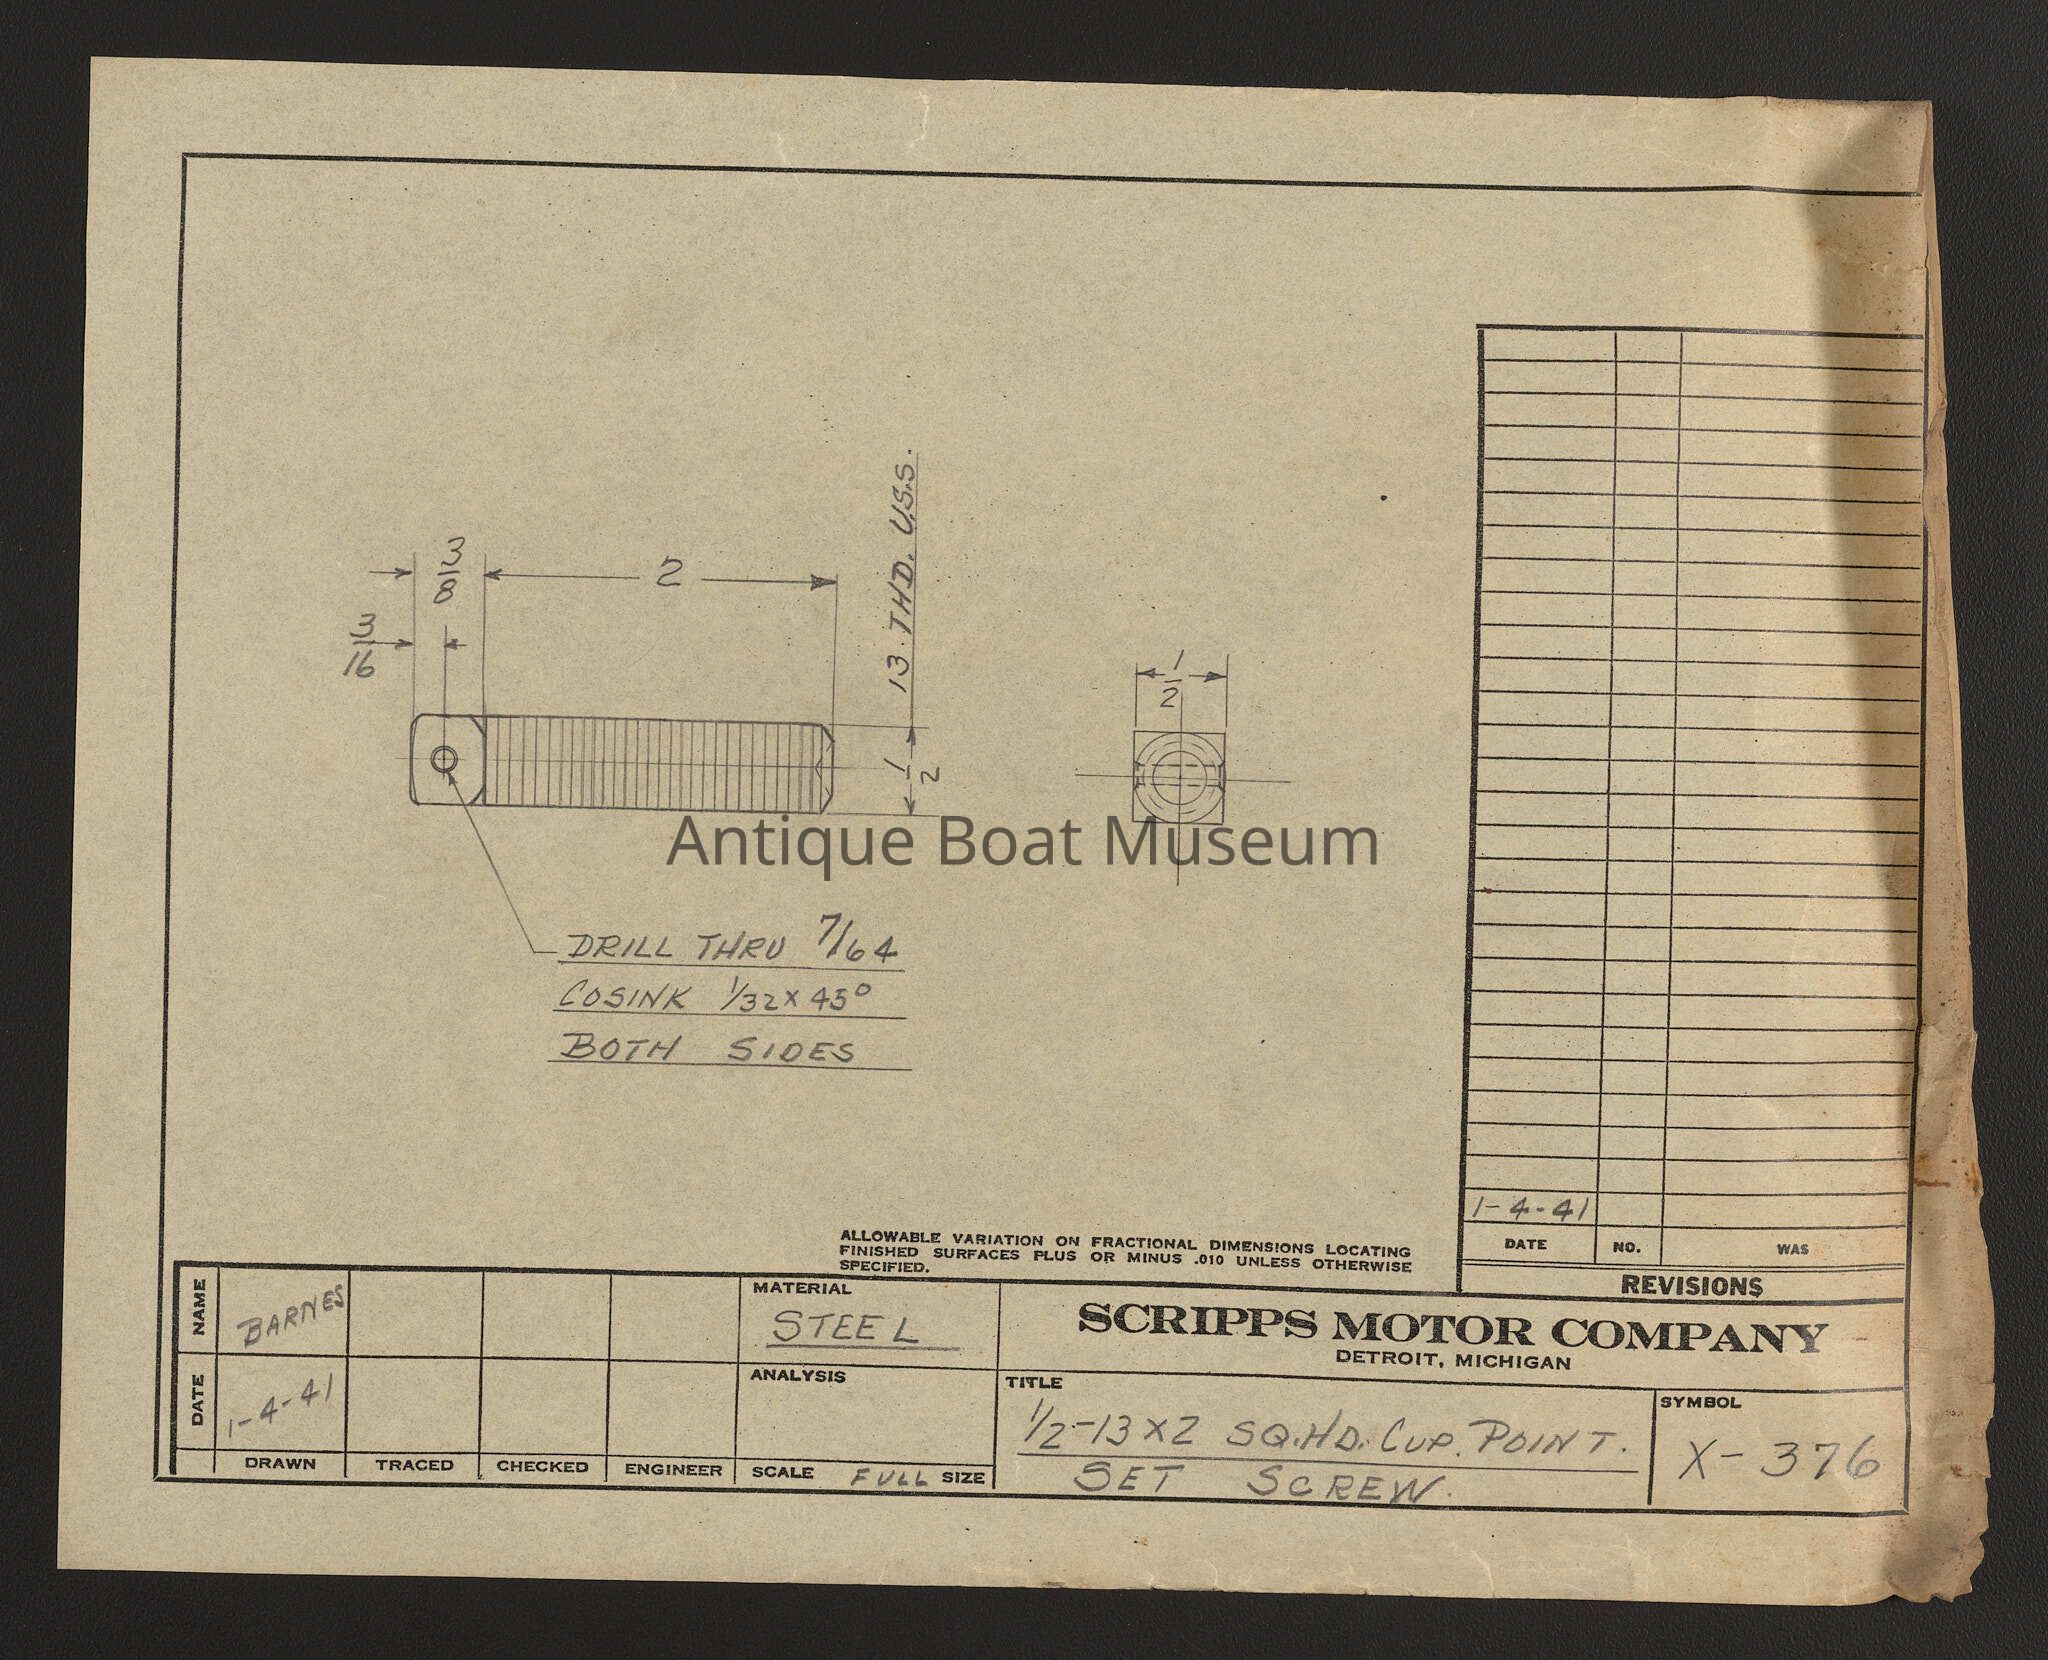 13 THD. U.S.S.
3/8
2
3/16
1/2
1/2
Antique Boat Museum
DRILL THRU 7/64
COSINK 1/32 X 45°
BOTH SIDES
1-4-41
DATE NO. WAS
REVISIONS
ALLOWABLE VARIATION ON FRACTIONAL DIMENSIONS LOCATING
FINISHED SURFACES PLUS OR MINUS .010 UNLESS OTHERWISE
SPECIFIED.
NAME
BARNES
DATE
1-4-41
DRAWN TRACED CHECKED ENGINEER
MATERIAL
STEEL
ANALYSIS
SCALE FULL SIZE
SCRIPPS MOTOR COMPANY
DETROIT, MICHIGAN
TITLE
1/2-13 X 2 SQ. HD. CUP. POINT.
SET SCREW.
SYMBOL
X-376